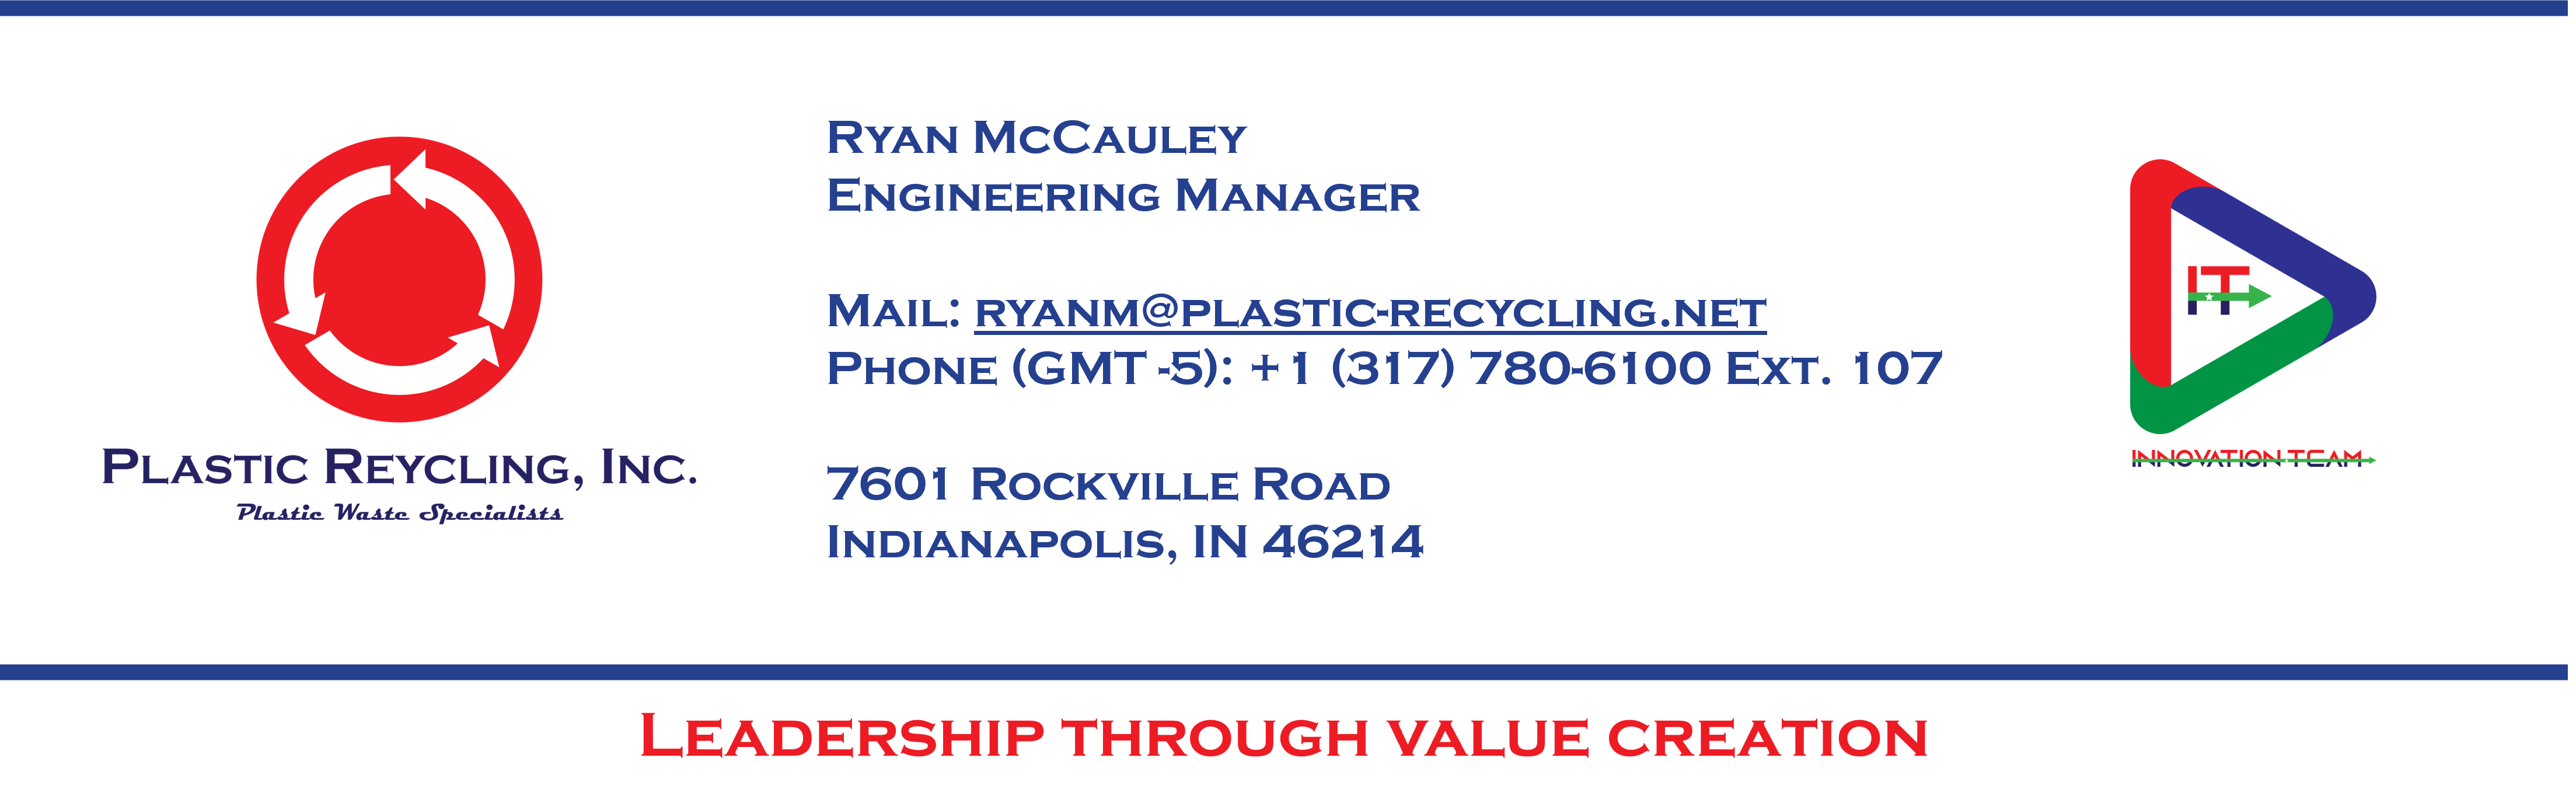 Plastic Reycling, Inc.
Plastic Waste Specialists
Ryan McCauley
Engineering Manager
Mail: ryanm@plastic-recycling.net
Phone (GMT -5): +1 (317) 780-6100 Ext. 107
7601 Rockville Road
Indianapolis, IN 46214
IT
INNOVATION TEAM
Leadership through value creation